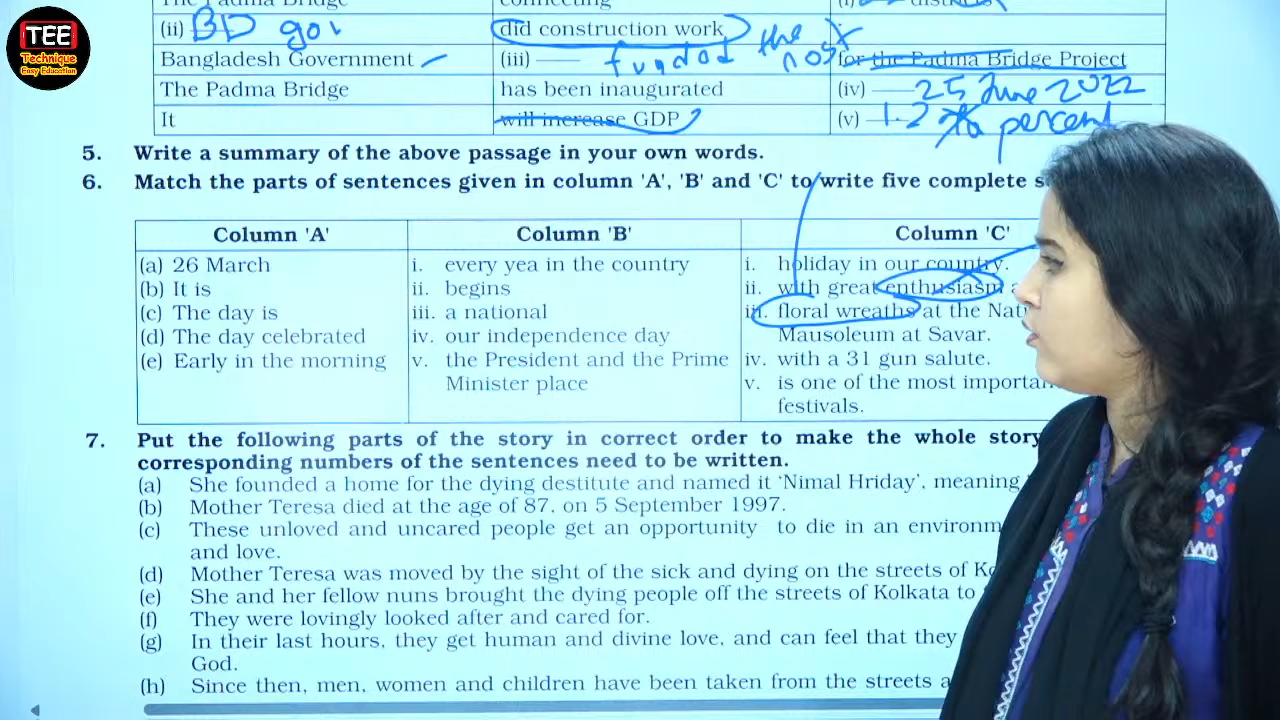 TEE
Technique
Easy Education
The Padma Bridge connecting (i)
(ii) BD gov did construction work
Bangladesh Government (iii) funded the most for the Padma Bridge Project
The Padma Bridge has been inaugurated (iv) 25 June 2022
It will increase GDP (v) 1.2 percent
5. Write a summary of the above passage in your own words.
6. Match the parts of sentences given in column 'A', 'B' and 'C' to write five complete
Column 'A' Column 'B' Column 'C'
(a) 26 March i. every yea in the country i. holiday in our country.
(b) It is ii. begins ii. with great enthusiasm
(c) The day is iii. a national iii. floral wreaths at the
(d) The day celebrated iv. our independence day Mausoleum at Savar.
(e) Early in the morning v. the President and the Prime iv. with a 31 gun salute.
Minister place v. is one of the most
festivals.
7. Put the following parts of the story in correct order to make the whole story
corresponding numbers of the sentences need to be written.
(a) She founded a home for the dying destitute and named it 'Nimal Hriday', meaning
(b) Mother Teresa died at the age of 87, on 5 September 1997.
(c) These unloved and uncared people get an opportunity to die in an
and love.
(d) Mother Teresa was moved by the sight of the sick and dying on the streets of
(e) She and her fellow nuns brought the dying people off the streets of Kolkata to
(f) They were lovingly looked after and cared for.
(g) In their last hours, they get human and divine love, and can feel that they
God.
(h) Since then, men, women and children have been taken from the streets